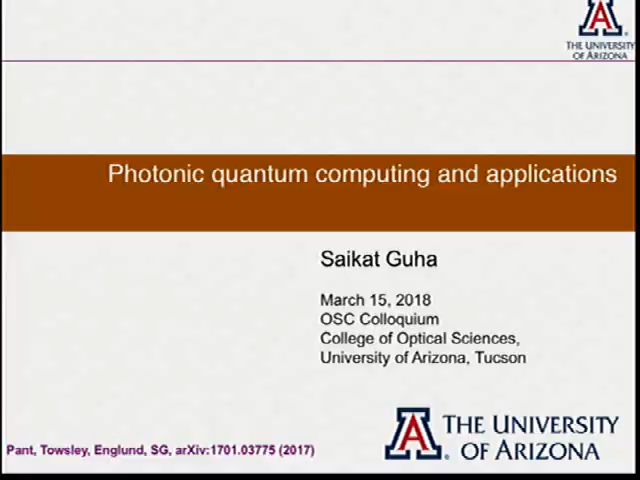 A
THE UNIVERSITY
OF ARIZONA
Photonic quantum computing and applications
Saikat Guha
March 15, 2018
OSC Colloquium
College of Optical Sciences,
University of Arizona, Tucson
Pant, Towsley, Englund, SG, arXiv:1701.03775 (2017)
A
THE UNIVERSITY
OF ARIZONA